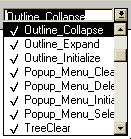 Outline_Collapse
Outline_Collapse
Outline_Expand
Outline_Initialize
Popup_Menu_Clea
Popup_Menu_Dele
Popup_Menu_Initia
Popup_Menu_Sele
TreeClear